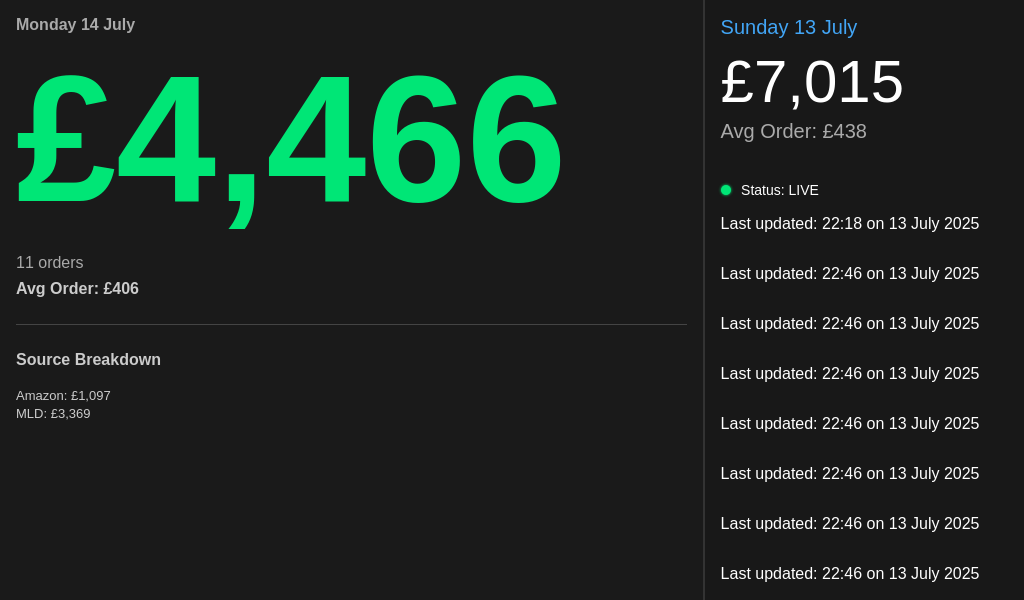 Monday 14 July
£4,466
11 orders
Avg Order: £406
Source Breakdown
Amazon: £1,097
MLD: £3,369
Sunday 13 July
£7,015
Avg Order: £438
Status: LIVE
Last updated: 22:18 on 13 July 2025
Last updated: 22:46 on 13 July 2025
Last updated: 22:46 on 13 July 2025
Last updated: 22:46 on 13 July 2025
Last updated: 22:46 on 13 July 2025
Last updated: 22:46 on 13 July 2025
Last updated: 22:46 on 13 July 2025
Last updated: 22:46 on 13 July 2025